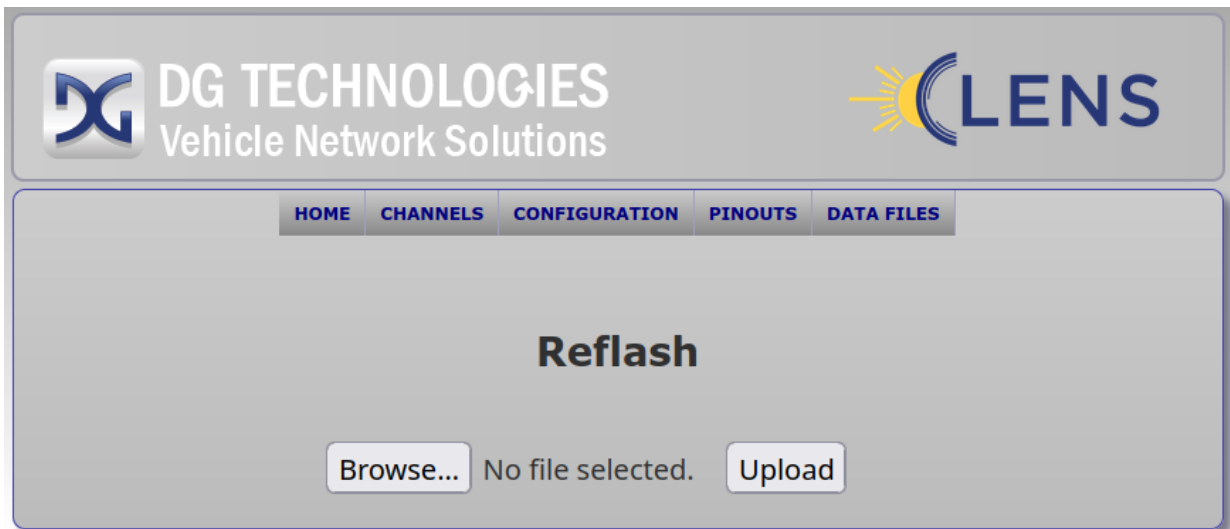 DG TECHNOLOGIES
Vehicle Network Solutions
LENS
HOME CHANNELS CONFIGURATION PINOUTS DATA FILES
Reflash
Browse... No file selected. Upload